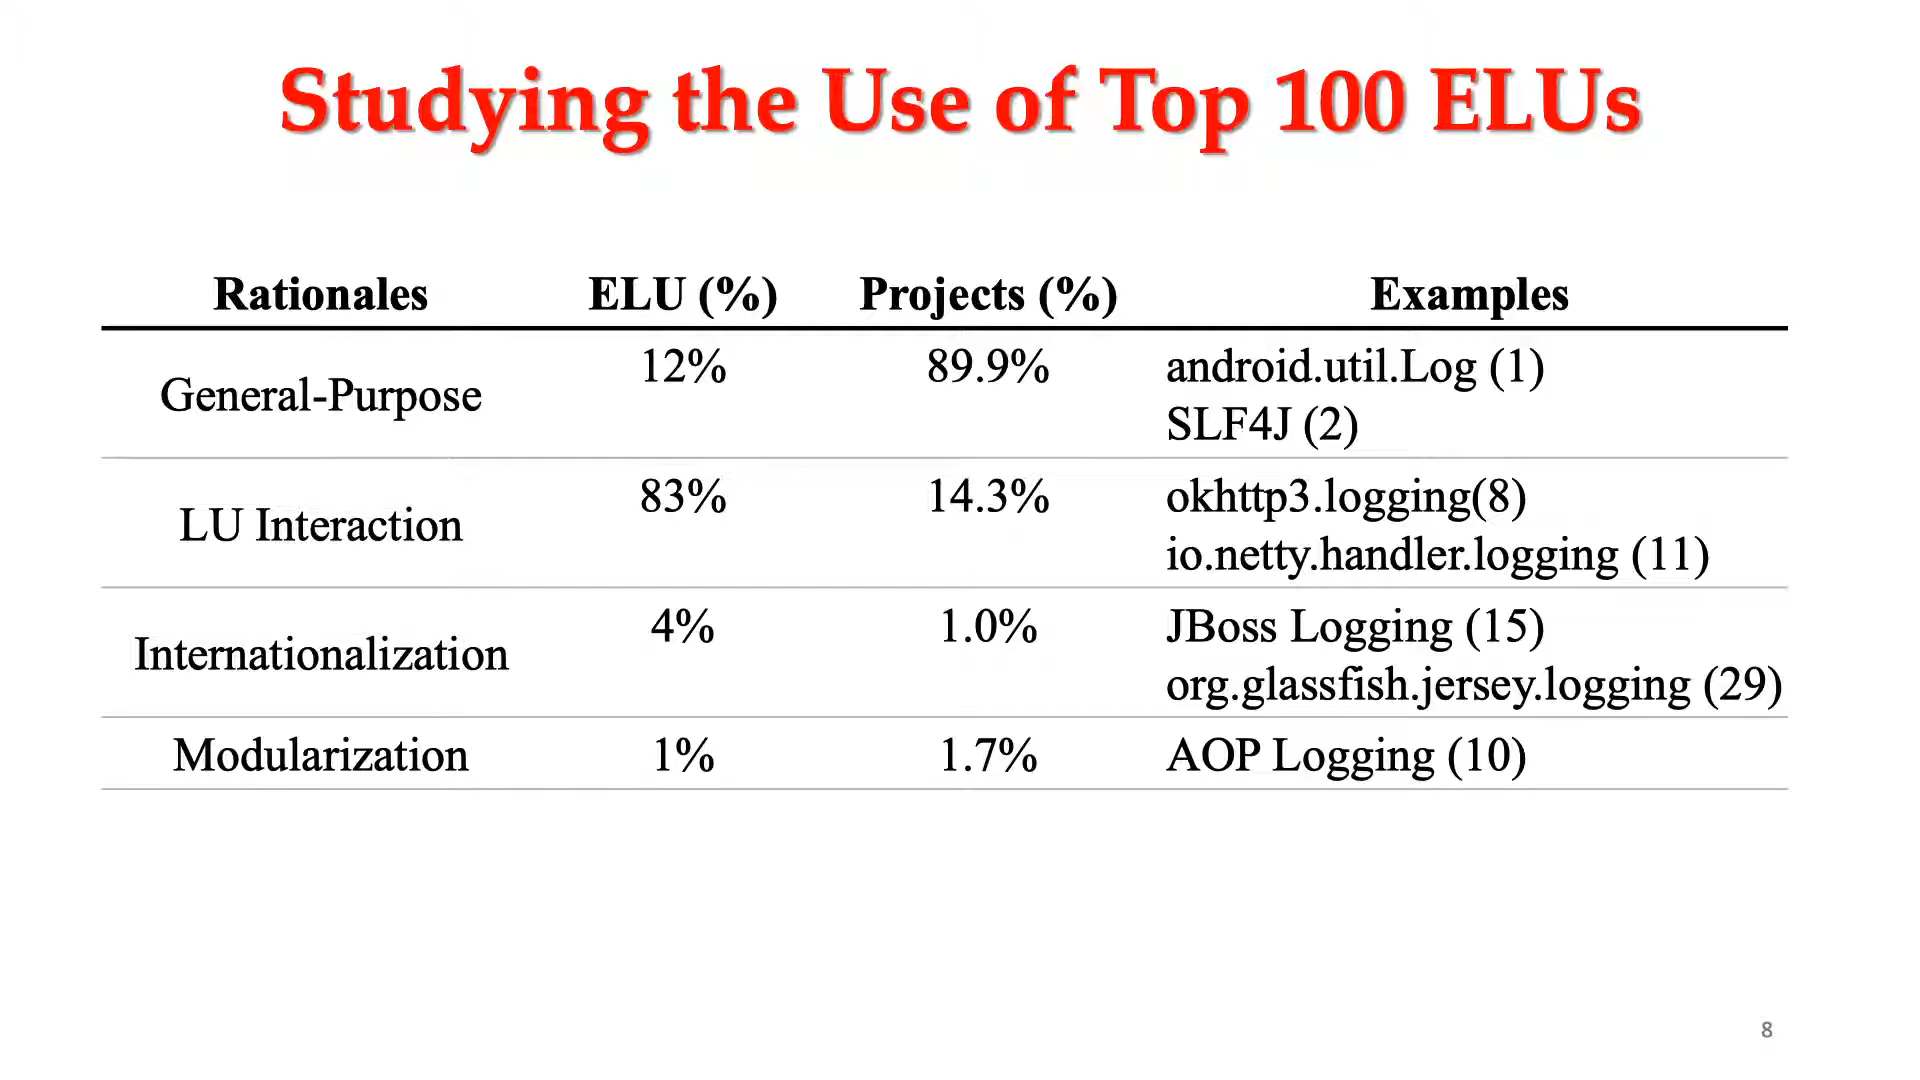 Studying the Use of Top 100 ELUs
Rationales ELU (%) Projects (%) Examples
General-Purpose 12% 89.9% android.util.Log (1)
SLF4J (2)
LU Interaction 83% 14.3% okhttp3.logging(8)
io.netty.handler.logging (11)
Internationalization 4% 1.0% JBoss Logging (15)
org.glassfish.jersey.logging (29)
Modularization 1% 1.7% AOP Logging (10)
8